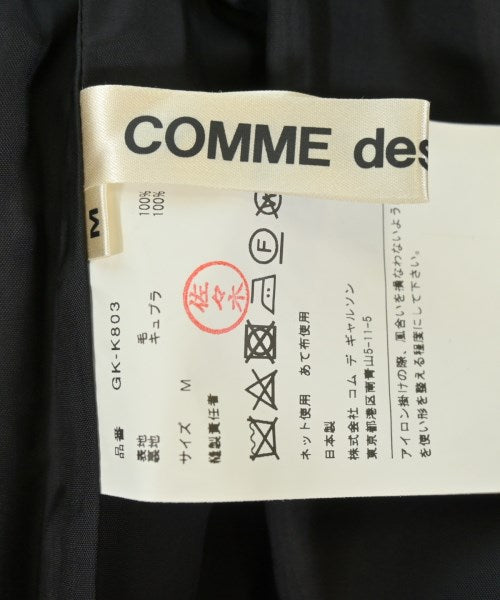 COMME des
M
品番 GK-K803
表地 毛 100%
裏地 キュプラ 100%
サイズ M
縫製責任者 佐々木
F
ネット使用 あて布使用
日本製
株式会社 コム デ ギャルソン
東京都港区南青山5-11-5
アイロン掛けの際、風合いを損なわないよう
を使い形を整える程度にして下さい。